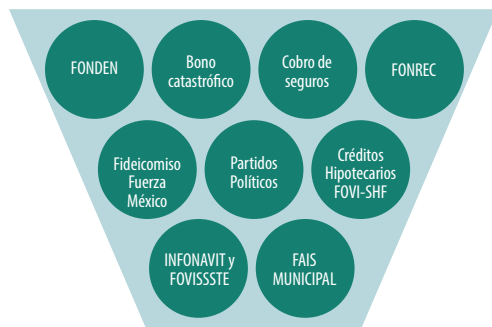 FONDEN
Bono
catastrófico
Cobro de
seguros
FONREC
Fideicomiso
Fuerza
México
Partidos
Políticos
Créditos
Hipotecarios
FOVI-SHF
INFONAVIT y
FOVISSSTE
FAIS
MUNICIPAL